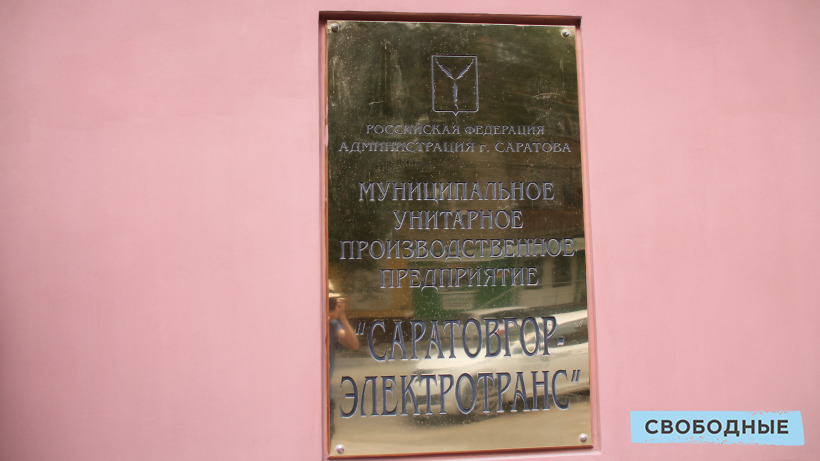 РОССИЙСКАЯ ФЕДЕРАЦИЯ
АДМИНИСТРАЦИЯ г. САРАТОВА
МУНИЦИПАЛЬНОЕ
УНИТАРНОЕ
ПРОИЗВОДСТВЕННОЕ
ПРЕДПРИЯТИЕ
"САРАТОВГОР-
ЭЛЕКТРОТРАНС"
СВОБОДНЫЕ